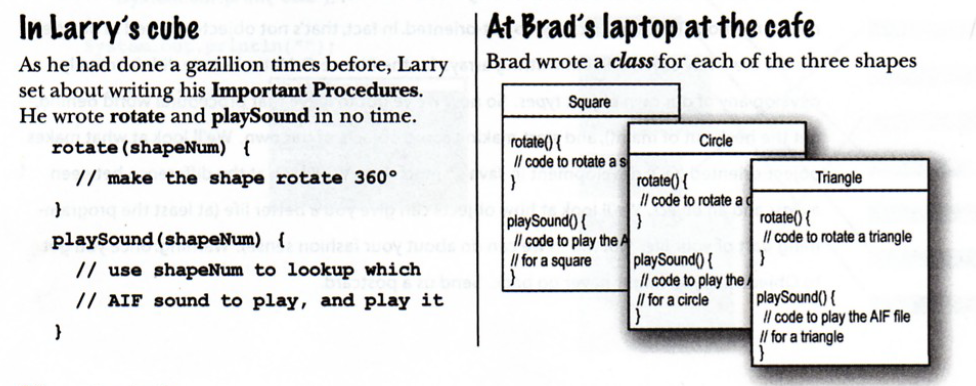 In Larry's cube
As he had done a gazillion times before, Larry
set about writing his Important Procedures.
He wrote rotate and playSound in no time.
rotate(shapeNum) {
// make the shape rotate 360°
}
playSound(shapeNum) {
// use shapeNum to lookup which
// AIF sound to play, and play it
}
At Brad's laptop at the cafe
Brad wrote a class for each of the three shapes
Square
rotate() {
// code to rotate a s
}
playSound() {
// code to play the A
// for a square
}
Circle
rotate() {
// code to rotate a c
}
playSound() {
// code to play the
// for a circle
}
Triangle
rotate() {
// code to rotate a triangle
}
playSound() {
// code to play the AIF file
// for a triangle
}